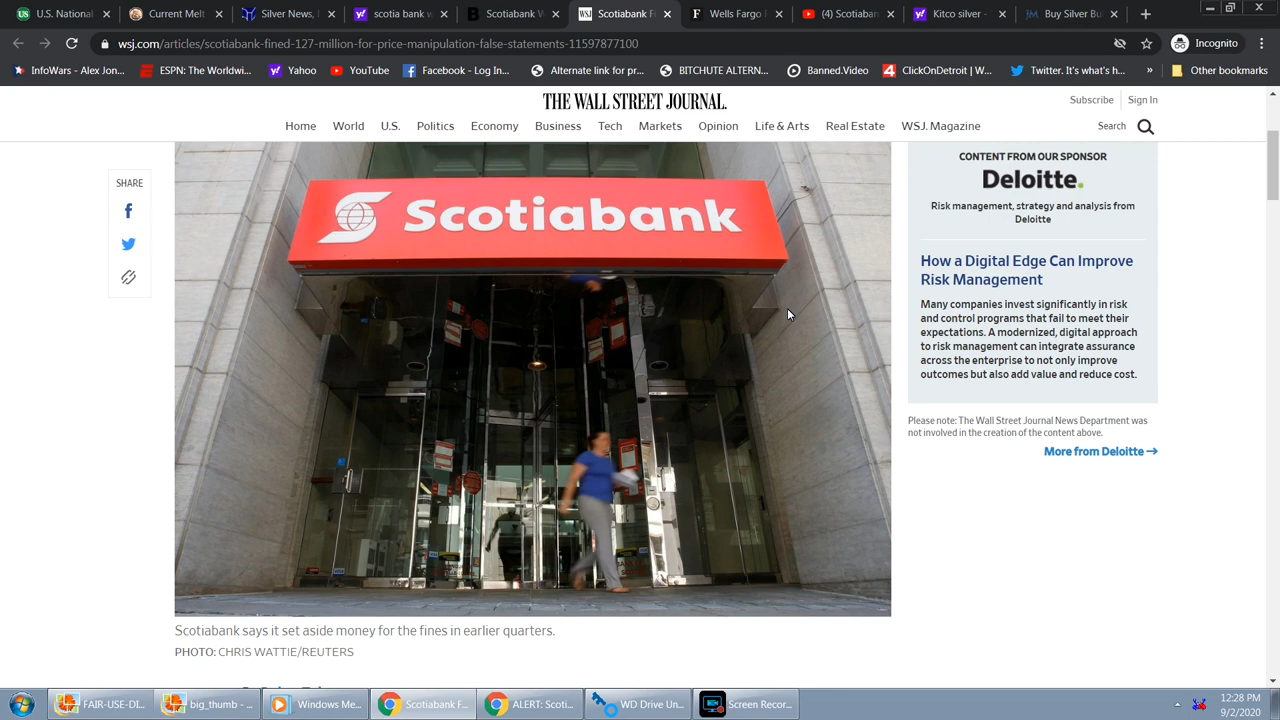 U.S. National
Current Melt
Scotiabank
Scotiabank Fi
Wells Fargo F
(4) Scotiaban
Kitco silver -
Buy Silver Bu
wsj.com/articles/scotiabank-fined-127-million-for-price-manipulation-false-statements-11597877100
Incognito
InfoWars - Alex Jon...
ESPN: The Worldwi...
Yahoo
YouTube
Facebook - Log In...
Alternate link for pr...
BITCHUTE ALTERN...
Banned.Video
ClickOnDetroit | W...
Twitter. It's what's h...
»
Other bookmarks
THE WALL STREET JOURNAL.
Subscribe
Sign In
Home World U.S. Politics Economy Business Tech Markets Opinion Life & Arts Real Estate WSJ. Magazine
Search
SHARE
Scotiabank
CONTENT FROM OUR SPONSOR
Deloitte.
Risk management, strategy and analysis from
Deloitte
How a Digital Edge Can Improve
Risk Management
Many companies invest significantly in risk
and control programs that fail to meet their
expectations. A modernized, digital approach
to risk management can integrate assurance
across the enterprise to not only improve
outcomes but also add value and reduce cost.
Please note: The Wall Street Journal News Department was
not involved in the creation of the content above.
More from Deloitte →
Scotiabank says it set aside money for the fines in earlier quarters.
PHOTO: CHRIS WATTIE/REUTERS
FAIR-USE-DI...
big_thumb - ...
Windows Me...
Scotiabank F...
ALERT: Scoti...
WD Drive Un...
Screen Recor...
12:28 PM
9/2/2020